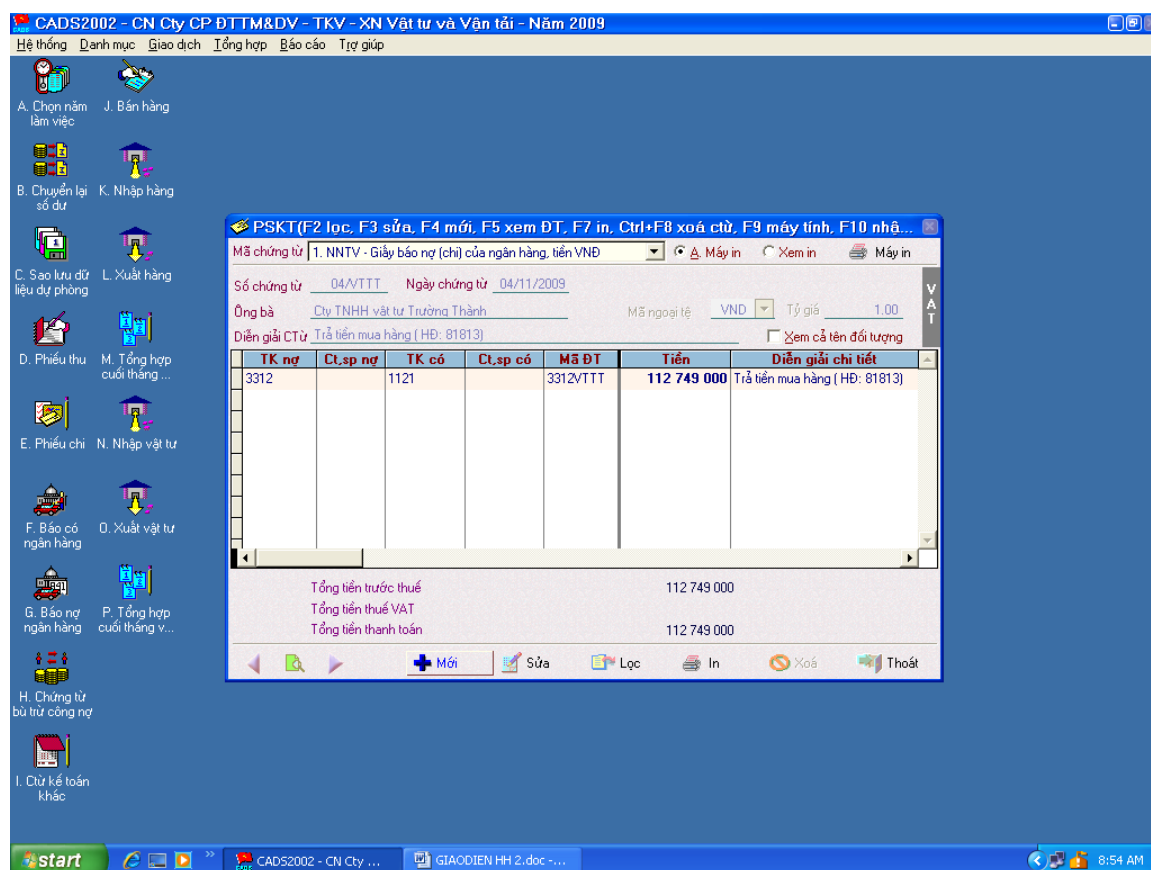 CADS2002 - CN Cty CP ĐTTM&DV - TKV - XN Vật tư và Vận tải - Năm 2009
Hệ thống Danh mục Giao dịch Tổng hợp Báo cáo Trợ giúp
A. Chọn năm làm việc
J. Bán hàng
B. Chuyển lại số dư
K. Nhập hàng
C. Sao lưu dữ liệu dự phòng
L. Xuất hàng
D. Phiếu thu
M. Tổng hợp cuối tháng ...
E. Phiếu chi
N. Nhập vật tư
F. Báo có ngân hàng
O. Xuất vật tư
G. Báo nợ ngân hàng
P. Tổng hợp cuối tháng v...
H. Chứng từ bù trừ công nợ
I. Ctừ kế toán khác
PSKT(F2 lọc, F3 sửa, F4 mới, F5 xem ĐT, F7 in, Ctrl+F8 xoá ctừ, F9 máy tính, F10 nhậ...
Mã chứng từ 1. NNTV - Giấy báo nợ (chi) của ngân hàng, tiền VNĐ A. Máy in Xem in Máy in
Số chứng từ 04/VTTT Ngày chứng từ 04/11/2009
Ông bà Cty TNHH vật tư Trường Thành Mã ngoại tệ VND Tỷ giá 1.00
VAT
Diễn giải CTừ Trả tiền mua hàng ( HĐ: 81813) Xem cả tên đối tượng
TK nợ Ct,sp nợ TK có Ct,sp có Mã ĐT Tiền Diễn giải chi tiết
3312 1121 3312VTTT 112 749 000 Trả tiền mua hàng ( HĐ: 81813)
Tổng tiền trước thuế 112 749 000
Tổng tiền thuế VAT
Tổng tiền thanh toán 112 749 000
Mới Sửa Lọc In Xoá Thoát
start CADS2002 - CN Cty ... GIAODIEN HH 2.doc -... 8:54 AM